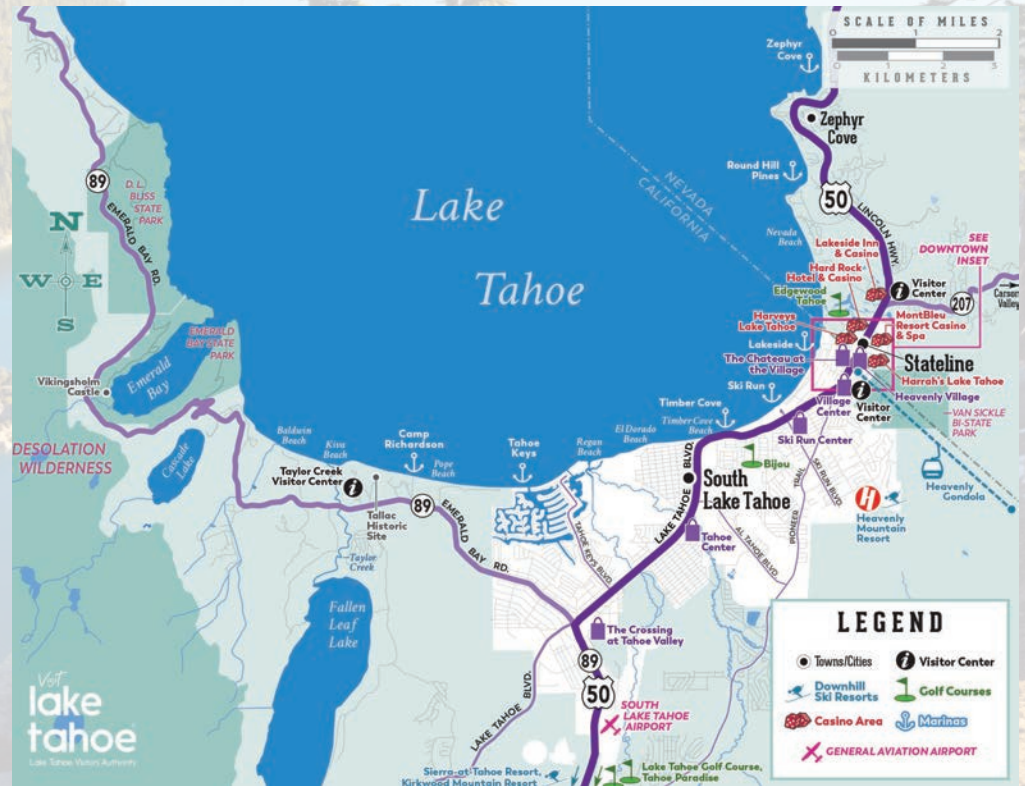 SCALE OF MILES
0 1 2
0 1 2 3
KILOMETERS
Zephyr
Cove
Zephyr
Cove
Round Hill
Pines
NEVADA
CALIFORNIA
50
LINCOLN HWY.
89
EMERALD BAY RD.
D.L.
BLISS
STATE
PARK
N
W E
S
Lake
Tahoe
Nevada
Beach
Lakeside Inn
& Casino
SEE
DOWNTOWN
INSET
Hard Rock
Hotel & Casino
Edgewood
Tahoe
Visitor
Center
207
Carson
Valley
Harveys
Lake Tahoe
MontBleu
Resort Casino
& Spa
Lakeside
Stateline
The Chateau at
the Village
Harrah's Lake Tahoe
Heavenly Village
Ski Run
Village
Center
Visitor
Center
VAN SICKLE
BI-STATE
PARK
EMERALD
BAY STATE
PARK
Emerald
Bay
Vikingsholm
Castle
DESOLATION
WILDERNESS
Cascade
Lake
Baldwin
Beach
Kiva
Beach
Camp
Richardson
Pope
Beach
Tahoe
Keys
Regan
Beach
El Dorado
Beach
Timber Cove
Timber Cove
Beach
Ski Run Center
Bijou
Taylor Creek
Visitor Center
Tallac
Historic
Site
89
EMERALD BAY RD.
TAHOE KEYS BLVD.
LAKE TAHOE BLVD.
South
Lake Tahoe
Tahoe
Center
AL TAHOE BLVD.
PIONEER TRAIL
SKI RUN BLVD.
H
Heavenly
Mountain
Resort
Heavenly
Gondola
Taylor
Creek
Fallen
Leaf
Lake
The Crossing
at Tahoe Valley
89
50
LAKE TAHOE BLVD.
SOUTH
LAKE TAHOE
AIRPORT
Sierra-at-Tahoe Resort,
Kirkwood Mountain Resort
Lake Tahoe Golf Course,
Tahoe Paradise
Visit
lake
tahoe
Lake Tahoe Visitors Authority
LEGEND
Towns/Cities
Visitor Center
Downhill
Ski Resorts
Golf Courses
Casino Area
Marinas
GENERAL AVIATION AIRPORT